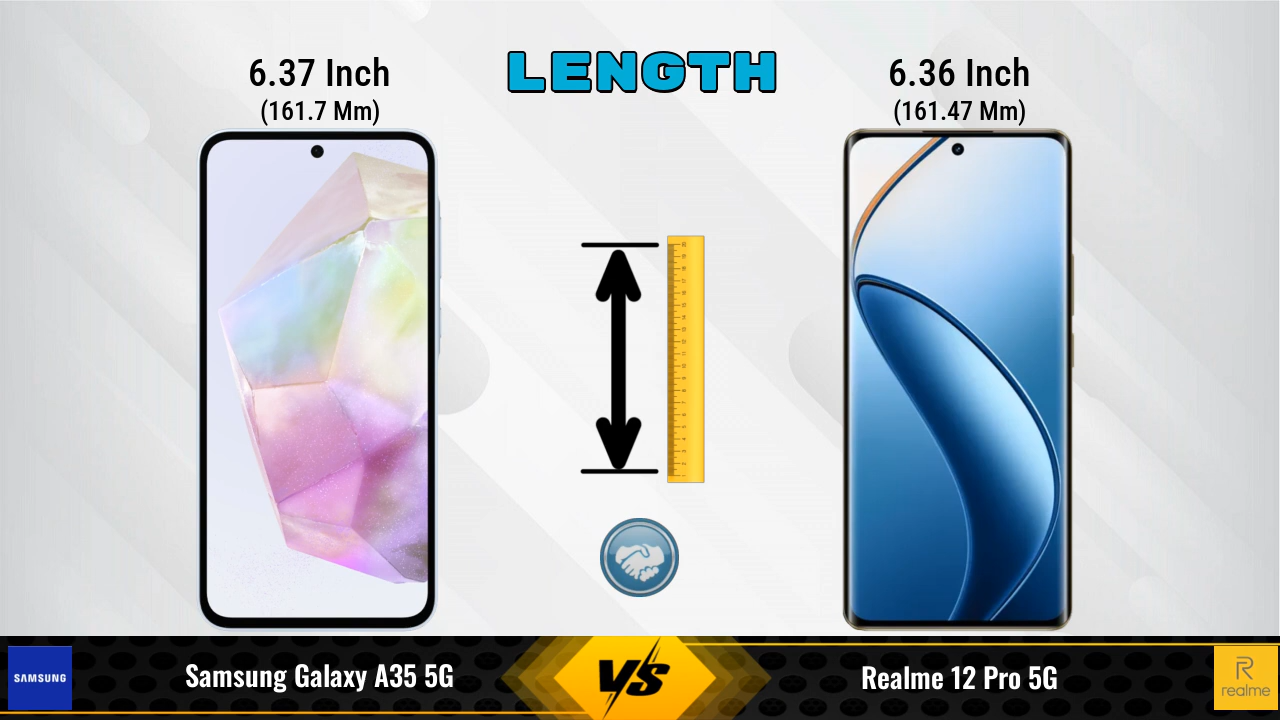 LENGTH
6.37 Inch
(161.7 Mm)
6.36 Inch
(161.47 Mm)
SAMSUNG
Samsung Galaxy A35 5G
VS
Realme 12 Pro 5G
R
realme